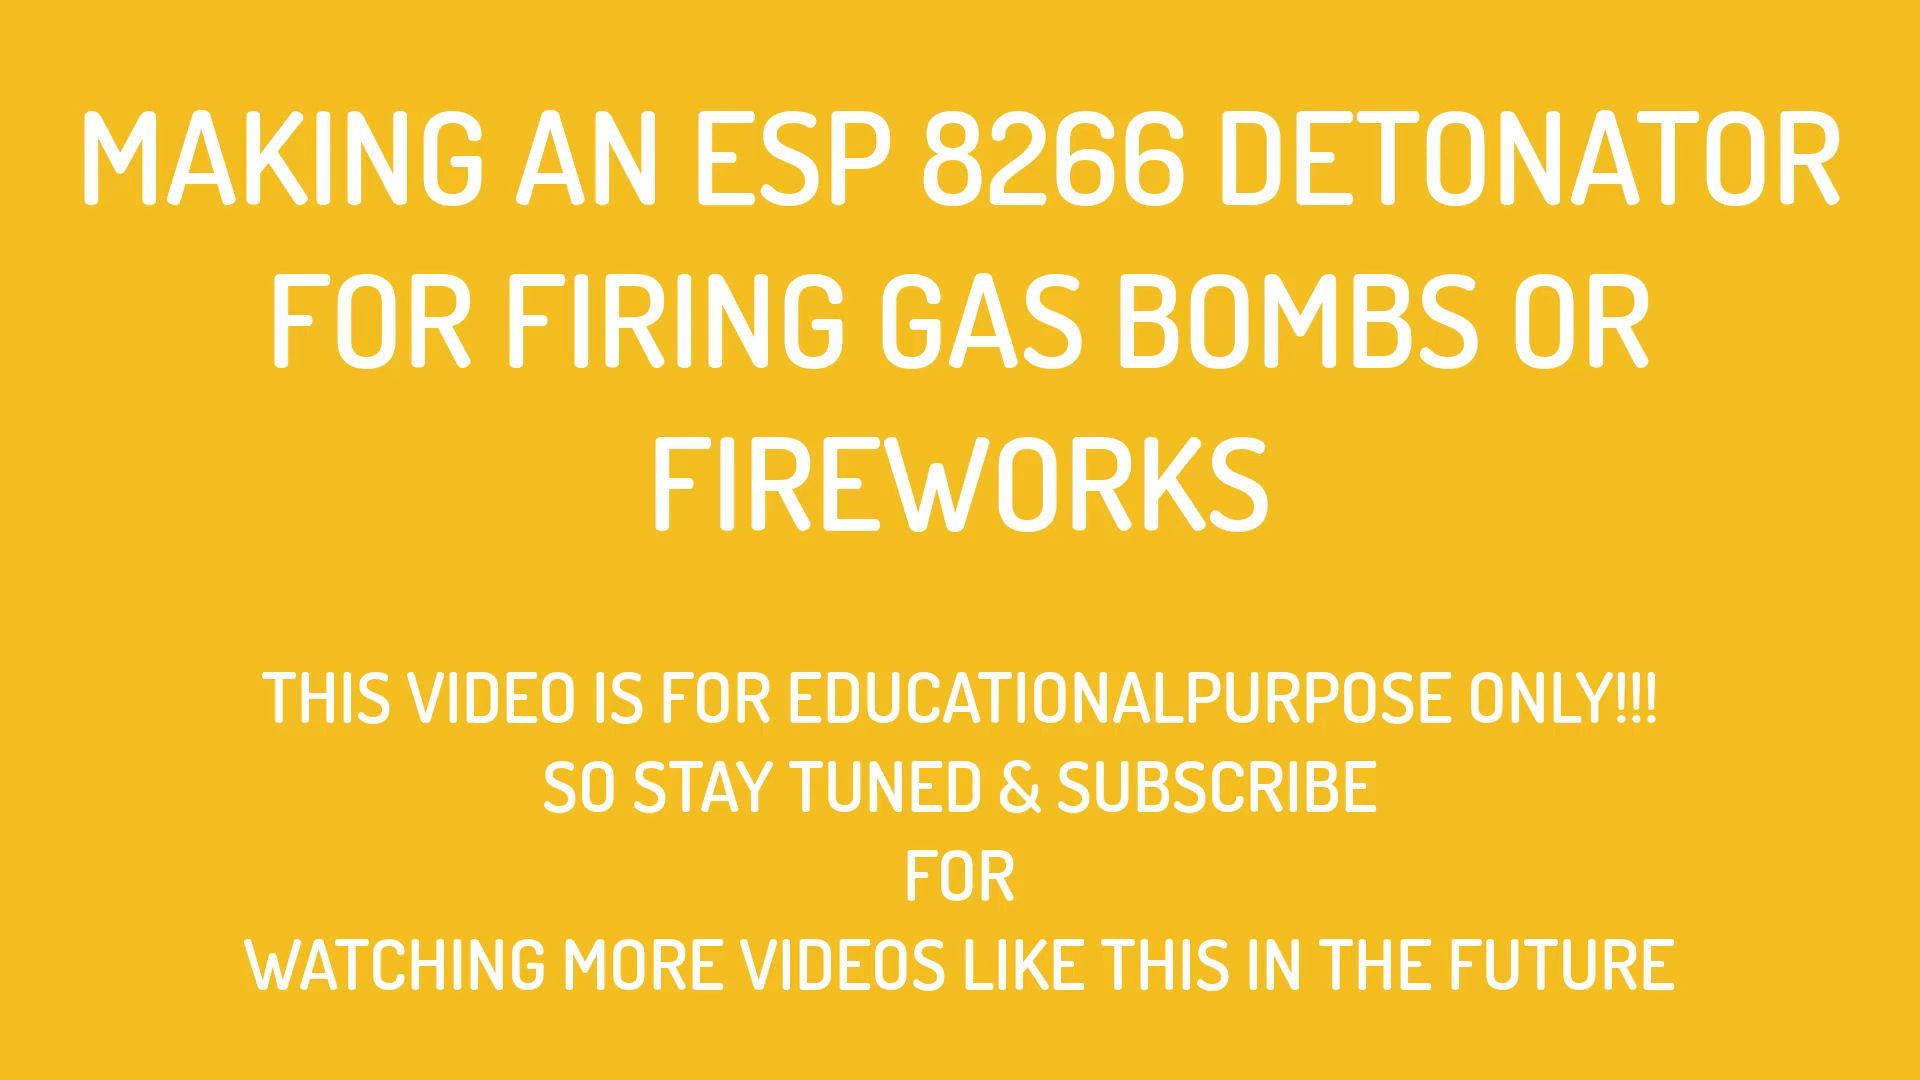 MAKING AN ESP 8266 DETONATOR
FOR FIRING GAS BOMBS OR
FIREWORKS
THIS VIDEO IS FOR EDUCATIONALPURPOSE ONLY!!!
SO STAY TUNED & SUBSCRIBE
FOR
WATCHING MORE VIDEOS LIKE THIS IN THE FUTURE